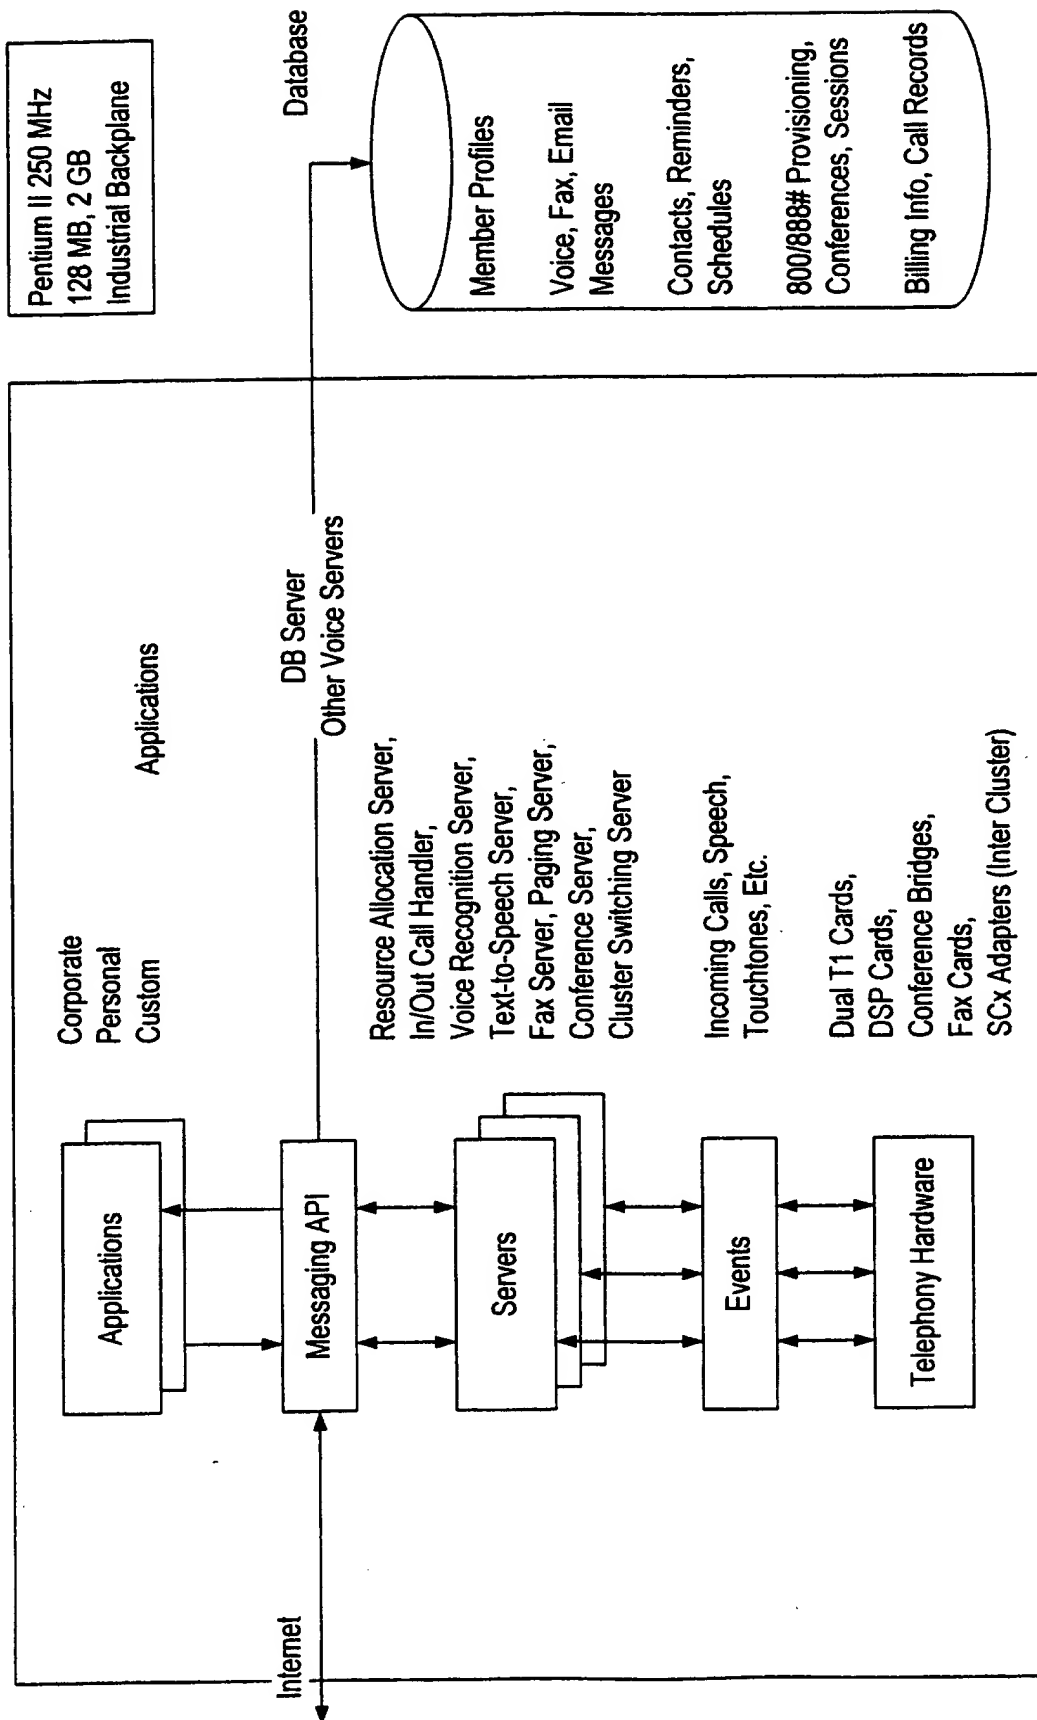 Pentium II 250 MHz
128 MB, 2 GB
Industrial Backplane
Database
Member Profiles
Voice, Fax, Email
Messages
Contacts, Reminders,
Schedules
800/888# Provisioning,
Conferences, Sessions
Billing Info, Call Records
Corporate
Personal
Custom
Applications
Applications
Internet
Messaging API
DB Server
Other Voice Servers
Servers
Resource Allocation Server,
In/Out Call Handler,
Voice Recognition Server,
Text-to-Speech Server,
Fax Server, Paging Server,
Conference Server,
Cluster Switching Server
Events
Incoming Calls, Speech,
Touchtones, Etc.
Telephony Hardware
Dual T1 Cards,
DSP Cards,
Conference Bridges,
Fax Cards,
SCx Adapters (Inter Cluster)